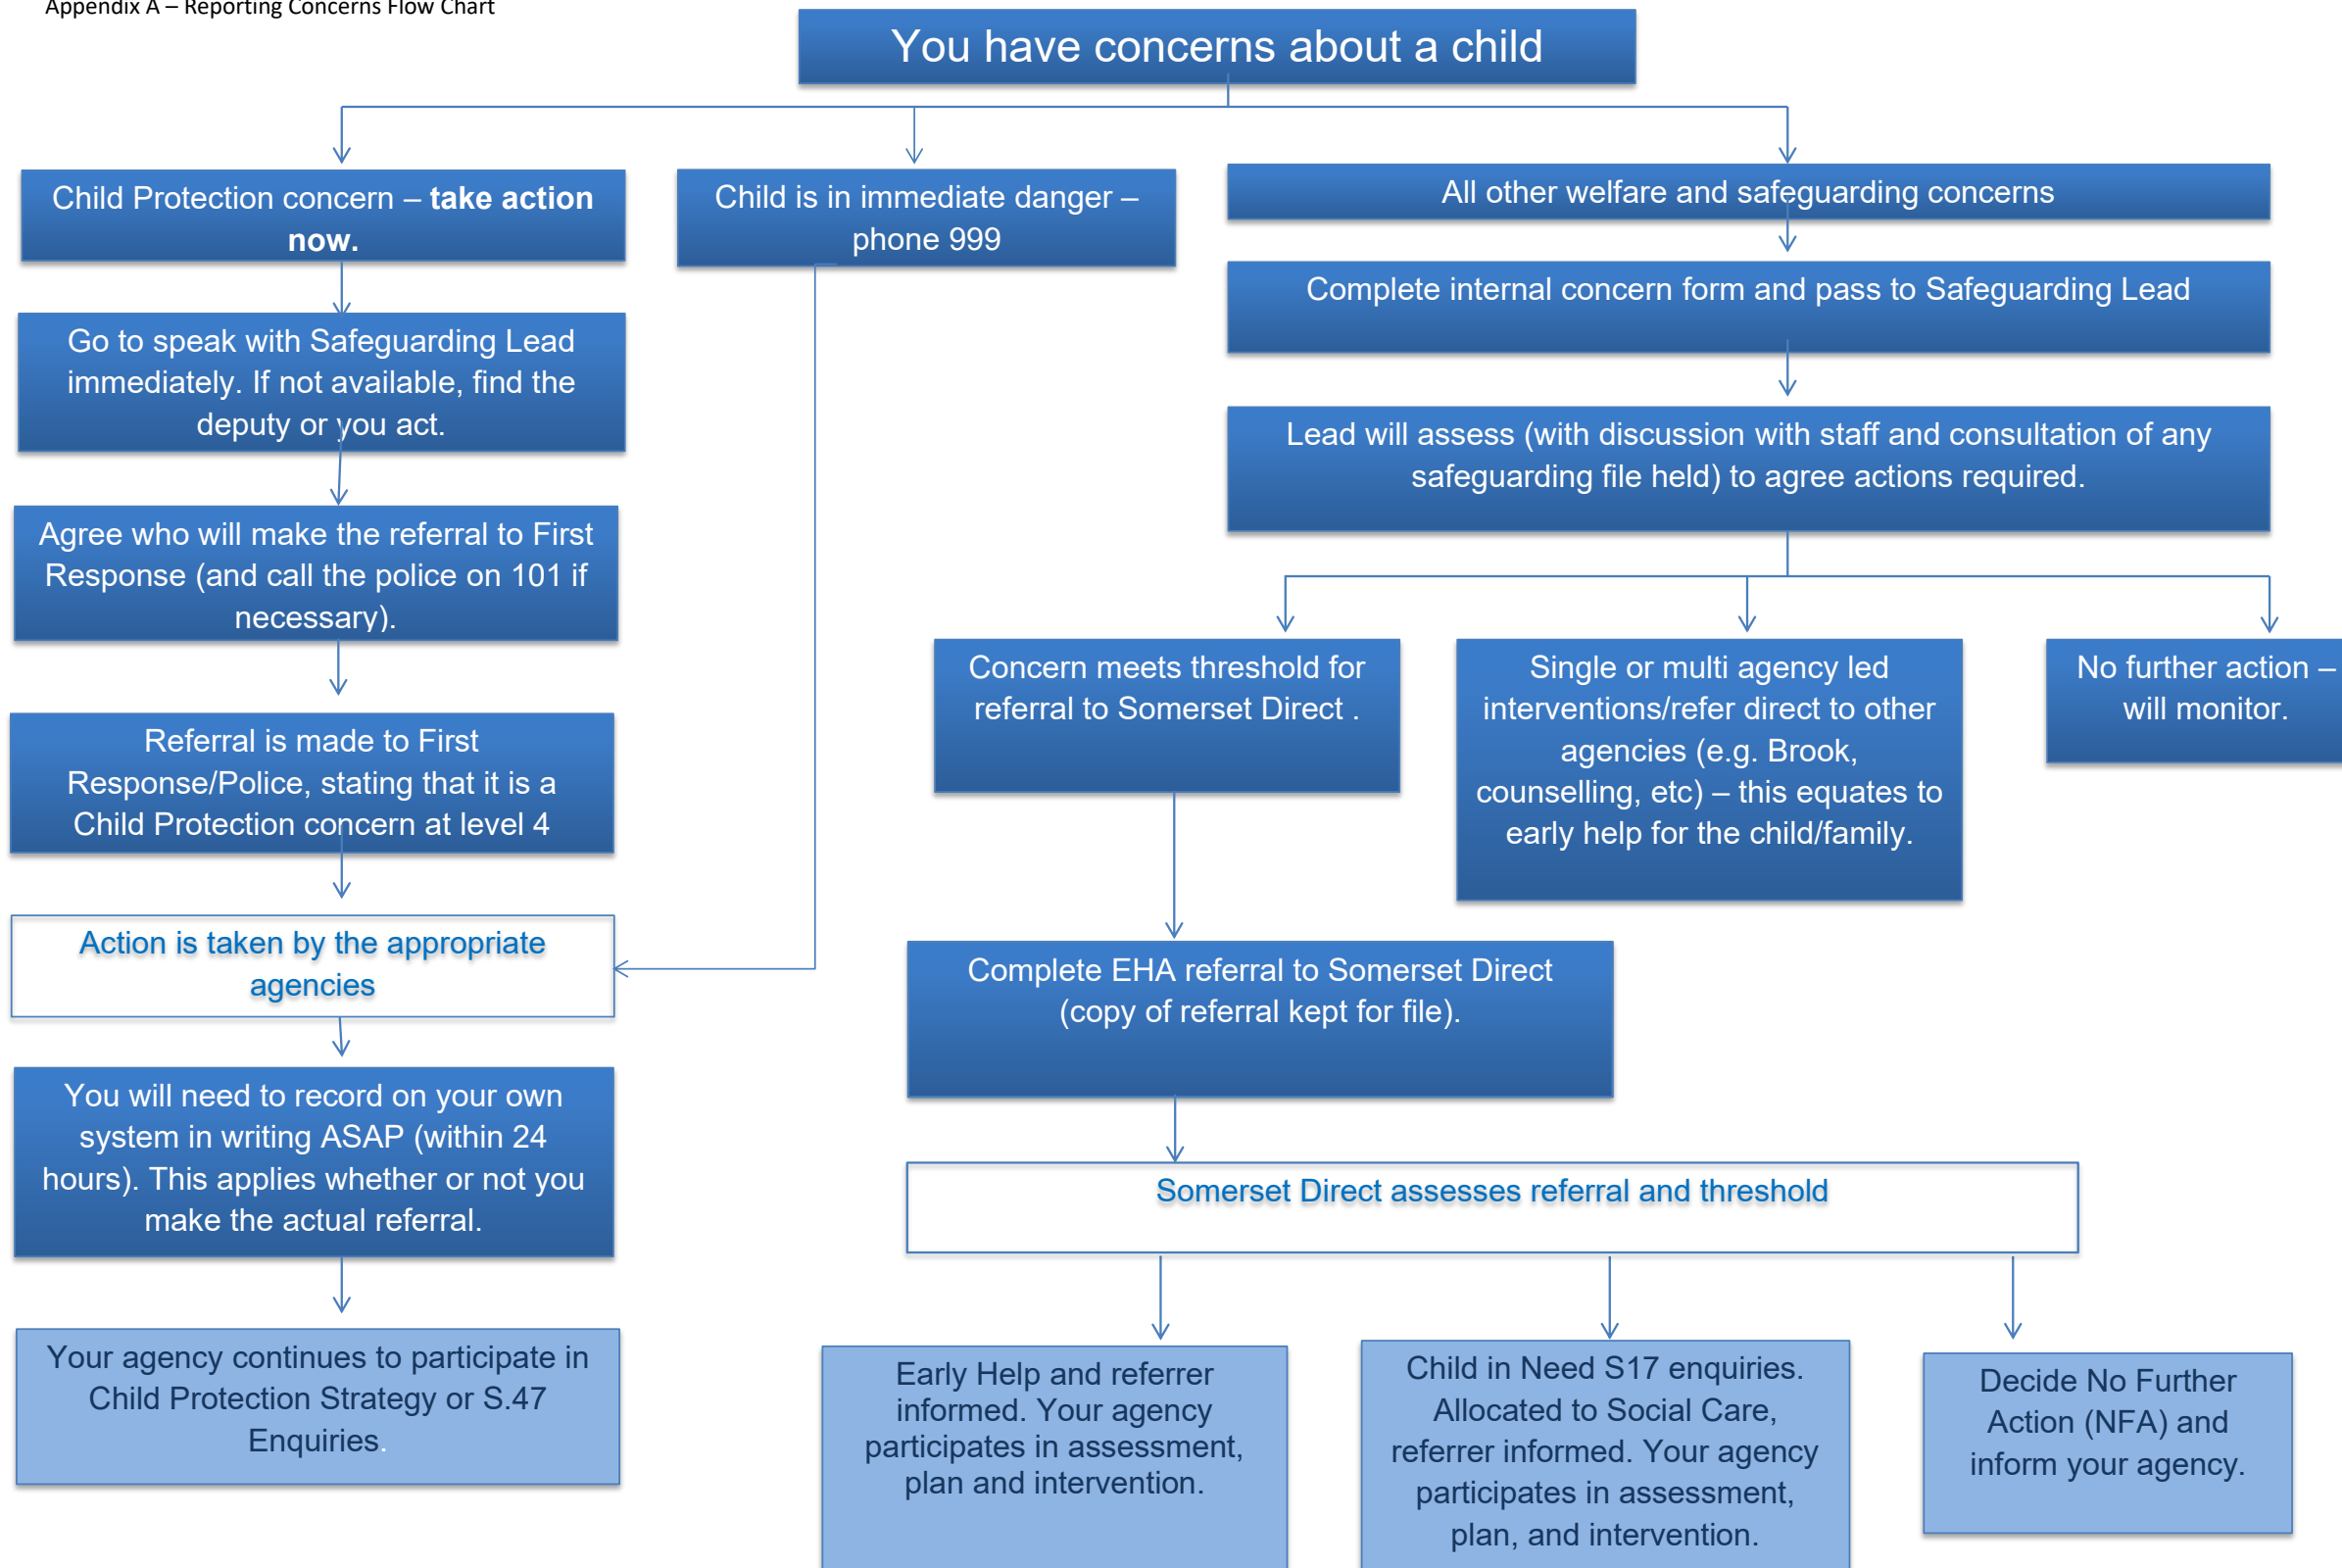 Appendix A – Reporting Concerns Flow Chart
You have concerns about a child
Child Protection concern – take action
now.
Go to speak with Safeguarding Lead
immediately. If not available, find the
deputy or you act.
Agree who will make the referral to First
Response (and call the police on 101 if
necessary).
Referral is made to First
Response/Police, stating that it is a
Child Protection concern at level 4
Action is taken by the appropriate
agencies
You will need to record on your own
system in writing ASAP (within 24
hours). This applies whether or not you
make the actual referral.
Your agency continues to participate in
Child Protection Strategy or S.47
Enquiries.
Child is in immediate danger –
phone 999
All other welfare and safeguarding concerns
Complete internal concern form and pass to Safeguarding Lead
Lead will assess (with discussion with staff and consultation of any
safeguarding file held) to agree actions required.
Concern meets threshold for
referral to Somerset Direct .
Single or multi agency led
interventions/refer direct to other
agencies (e.g. Brook,
counselling, etc) – this equates to
early help for the child/family.
No further action –
will monitor.
Complete EHA referral to Somerset Direct
(copy of referral kept for file).
Somerset Direct assesses referral and threshold
Early Help and referrer
informed. Your agency
participates in assessment,
plan and intervention.
Child in Need S17 enquiries.
Allocated to Social Care,
referrer informed. Your agency
participates in assessment,
plan, and intervention.
Decide No Further
Action (NFA) and
inform your agency.